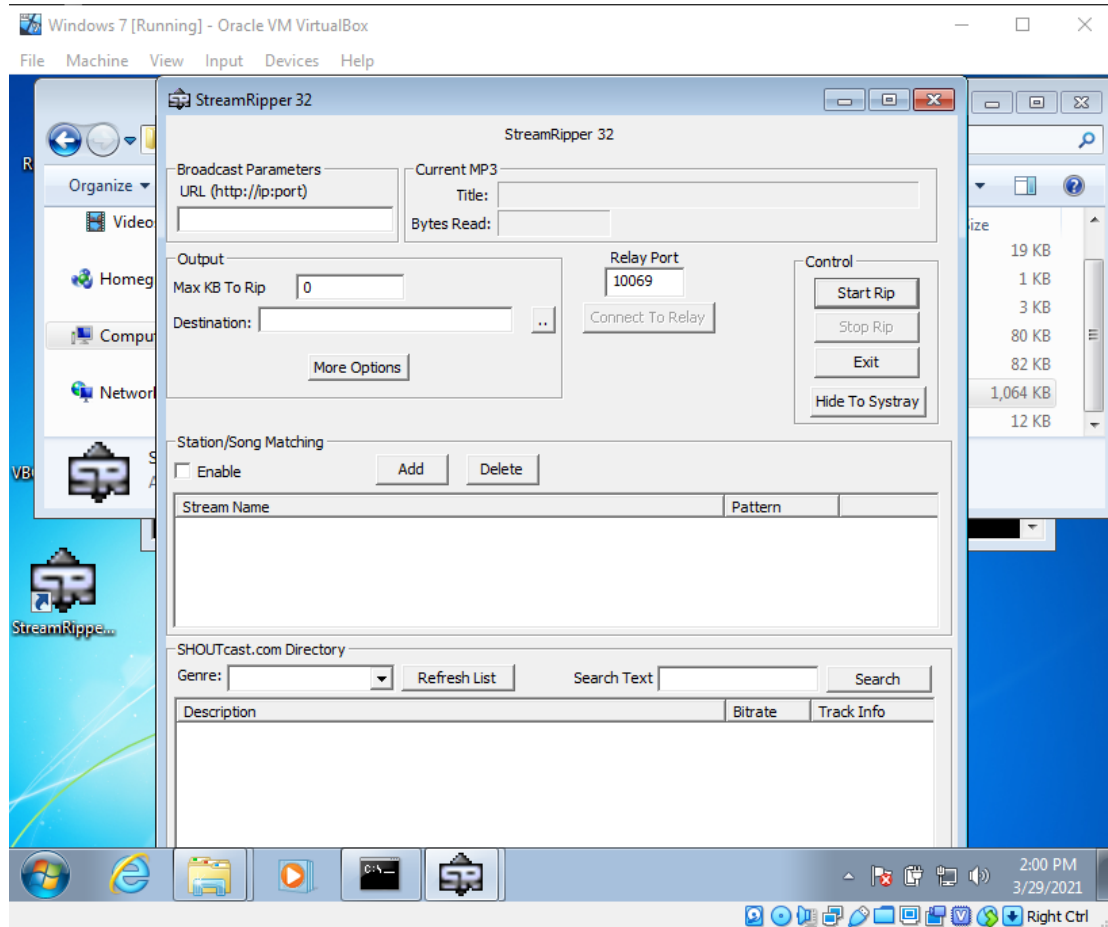 Windows 7 [Running] - Oracle VM VirtualBox
File Machine View Input Devices Help
StreamRipper 32
StreamRipper 32
Broadcast Parameters
URL (http://ip:port)
Current MP3
Title:
Bytes Read:
Output
Max KB To Rip 0
Destination: ..
More Options
Relay Port
10069
Connect To Relay
Control
Start Rip
Stop Rip
Exit
Hide To Systray
Station/Song Matching
Enable Add Delete
Stream Name Pattern
SHOUTcast.com Directory
Genre: Refresh List Search Text Search
Description Bitrate Track Info
R
Organize
Video
Homeg
Compu
Networ
S
A
VB
ize
19 KB
1 KB
3 KB
80 KB
82 KB
1,064 KB
12 KB
StreamRippe...
C:\_
2:00 PM
3/29/2021
Right Ctrl